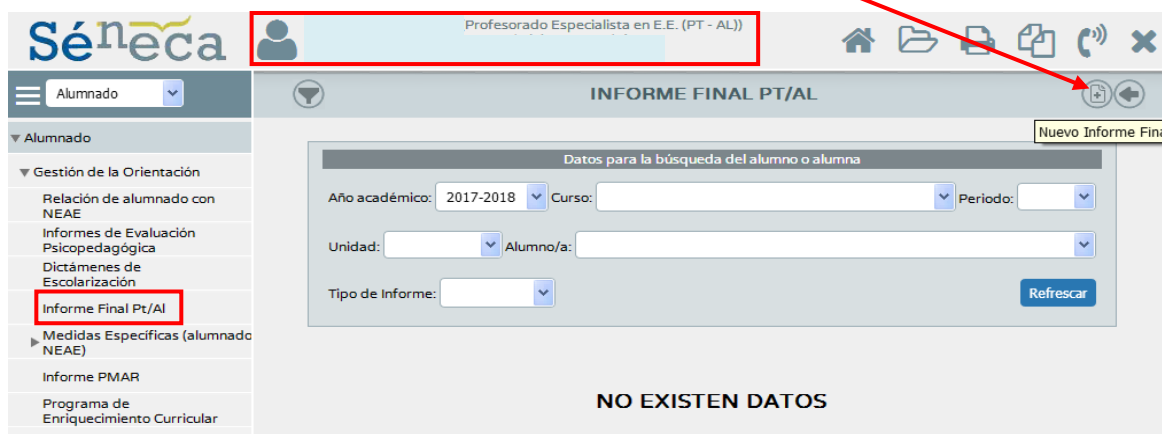 Séneca
Profesorado Especialista en E.E. (PT - AL))
Alumnado
INFORME FINAL PT/AL
Nuevo Informe Fina
Alumnado
Gestión de la Orientación
Relación de alumnado con
NEAE
Informes de Evaluación
Psicopedagógica
Dictámenes de
Escolarización
Informe Final Pt/Al
Medidas Específicas (alumnado
NEAE)
Informe PMAR
Programa de
Enriquecimiento Curricular
Datos para la búsqueda del alumno o alumna
Año académico: 2017-2018 Curso: Periodo:
Unidad: Alumno/a:
Tipo de Informe: Refrescar
NO EXISTEN DATOS